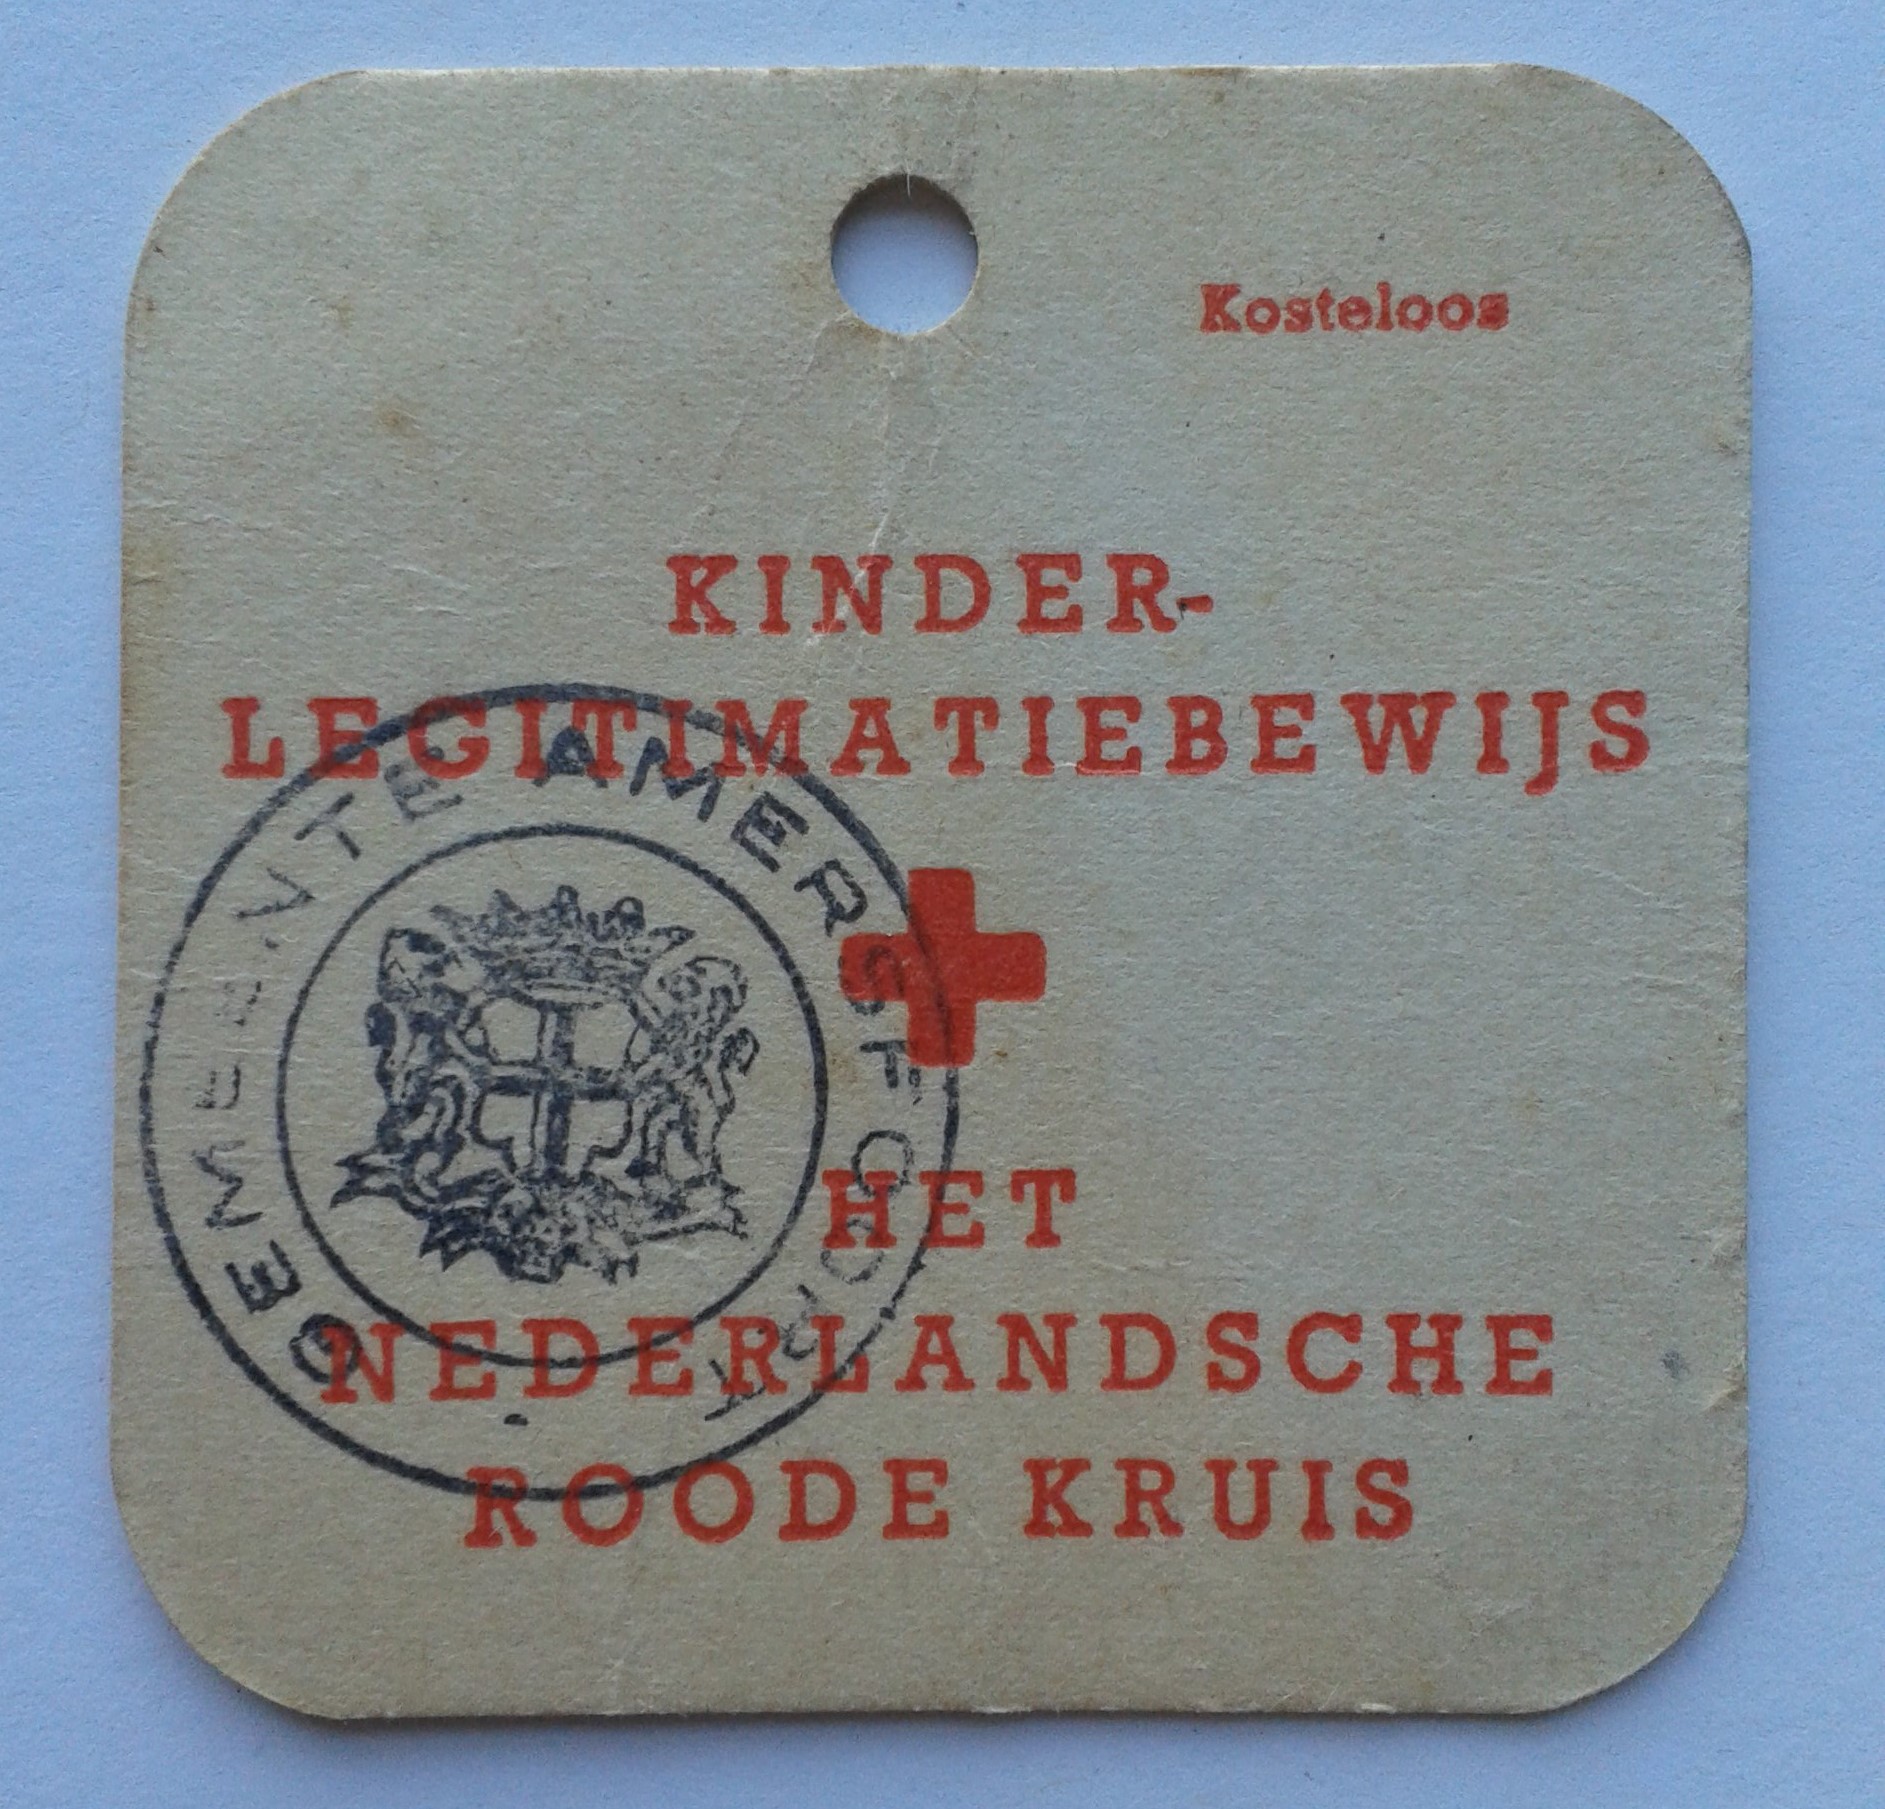 Kosteloos
KINDER-
LEGITIMATIEBEWIJS
GEMEENTE AMERSFOORT
HET
NEDERLANDSCHE
ROODE KRUIS